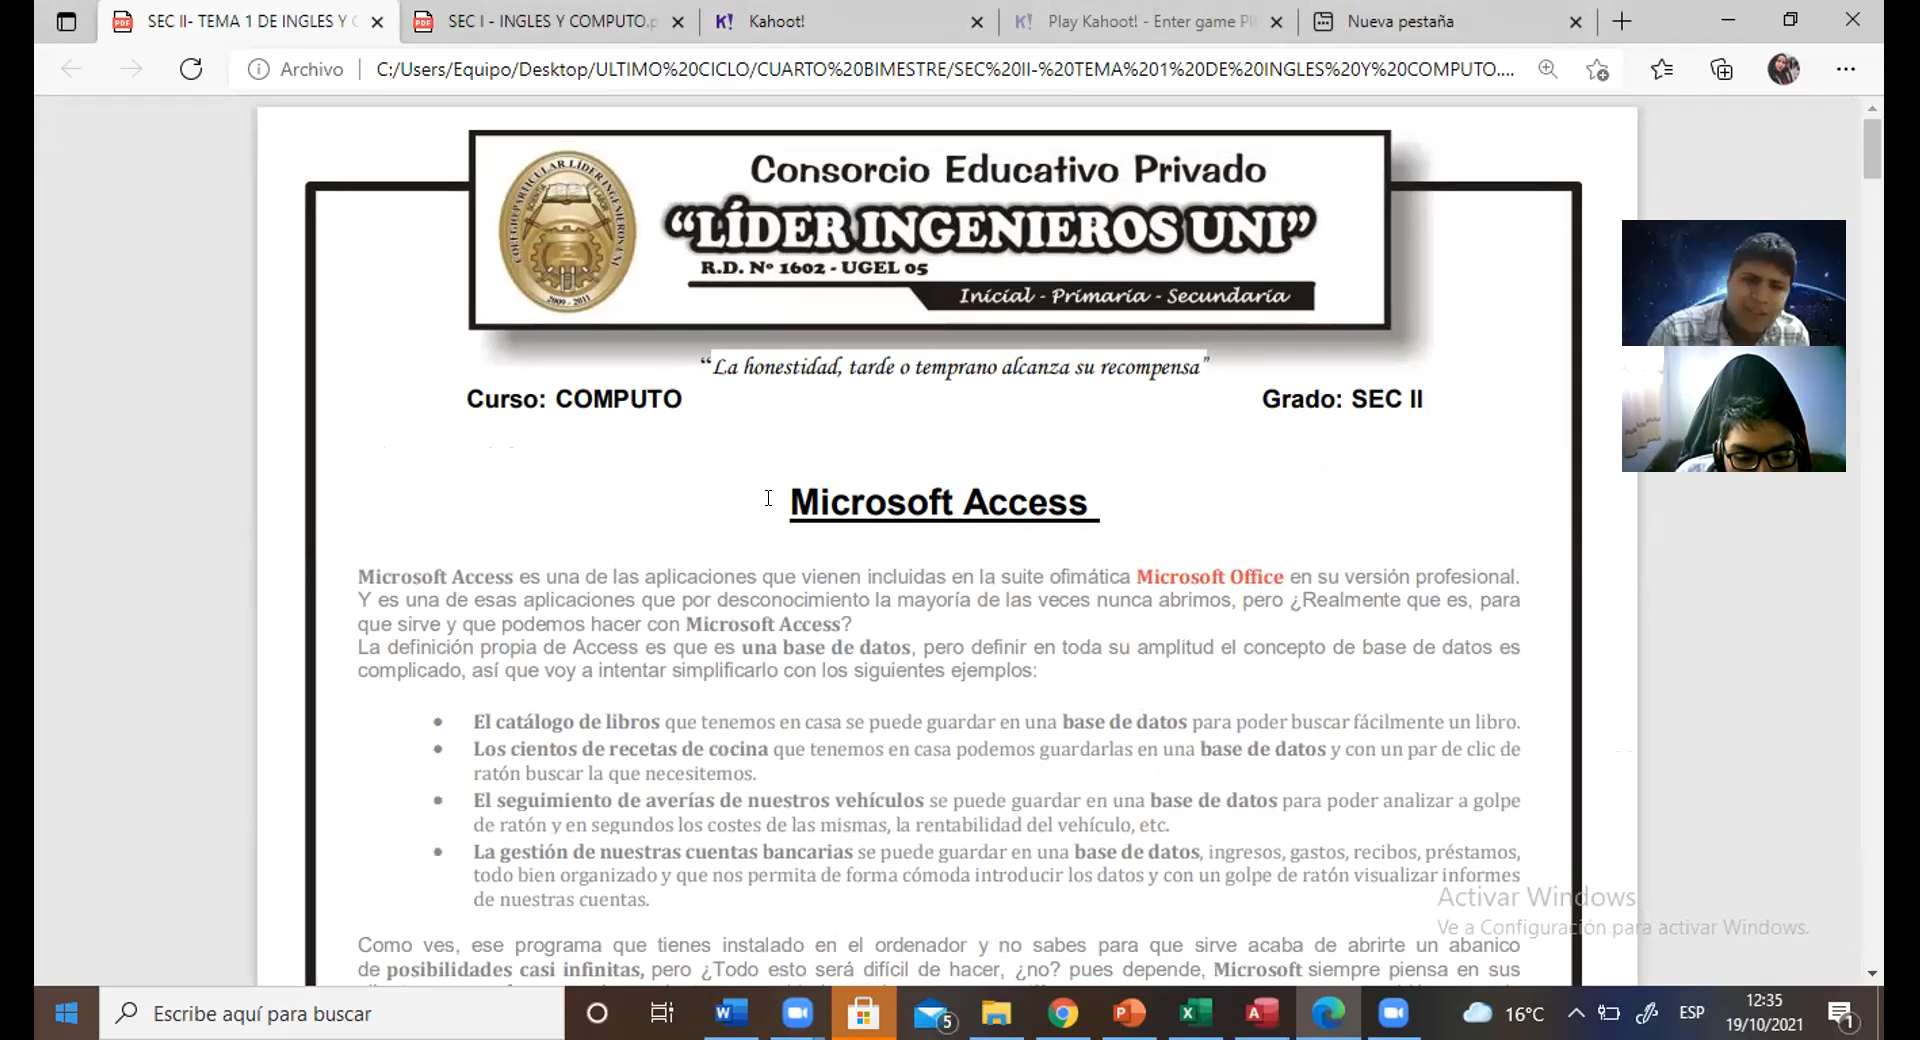 SEC II- TEMA 1 DE INGLES Y C
SEC I - INGLES Y COMPUTO.p
Kahoot!
Play Kahoot! - Enter game PI
Nueva pestaña
Archivo
C:/Users/Equipo/Desktop/ULTIMO%20CICLO/CUARTO%20BIMESTRE/SEC%20II-%20TEMA%201%20DE%20INGLES%20Y%20COMPUTO....
Consorcio Educativo Privado
“LÍDER INGENIEROS UNI”
R.D. Nº 1602 - UGEL 05
Inicial - Primaria - Secundaria
COLEGIO PARTICULAR LÍDER INGENIEROS UNI
2009 - 2011
“La honestidad, tarde o temprano alcanza su recompensa”
Curso: COMPUTO
Grado: SEC II
Microsoft Access
Microsoft Access es una de las aplicaciones que vienen incluidas en la suite ofimática Microsoft Office en su versión profesional.
Y es una de esas aplicaciones que por desconocimiento la mayoría de las veces nunca abrimos, pero ¿Realmente que es, para
que sirve y que podemos hacer con Microsoft Access?
La definición propia de Access es que es una base de datos, pero definir en toda su amplitud el concepto de base de datos es
complicado, así que voy a intentar simplificarlo con los siguientes ejemplos:
• El catálogo de libros que tenemos en casa se puede guardar en una base de datos para poder buscar fácilmente un libro.
• Los cientos de recetas de cocina que tenemos en casa podemos guardarlas en una base de datos y con un par de clic de
ratón buscar la que necesitemos.
• El seguimiento de averías de nuestros vehículos se puede guardar en una base de datos para poder analizar a golpe
de ratón y en segundos los costes de las mismas, la rentabilidad del vehículo, etc.
• La gestión de nuestras cuentas bancarias se puede guardar en una base de datos, ingresos, gastos, recibos, préstamos,
todo bien organizado y que nos permita de forma cómoda introducir los datos y con un golpe de ratón visualizar informes
de nuestras cuentas.
Activar Windows
Ve a Configuración para activar Windows.
Como ves, ese programa que tienes instalado en el ordenador y no sabes para que sirve acaba de abrirte un abanico
de posibilidades casi infinitas, pero ¿Todo esto será difícil de hacer, ¿no? pues depende, Microsoft siempre piensa en sus
Escribe aquí para buscar
5
16°C
ESP
12:35
19/10/2021
1